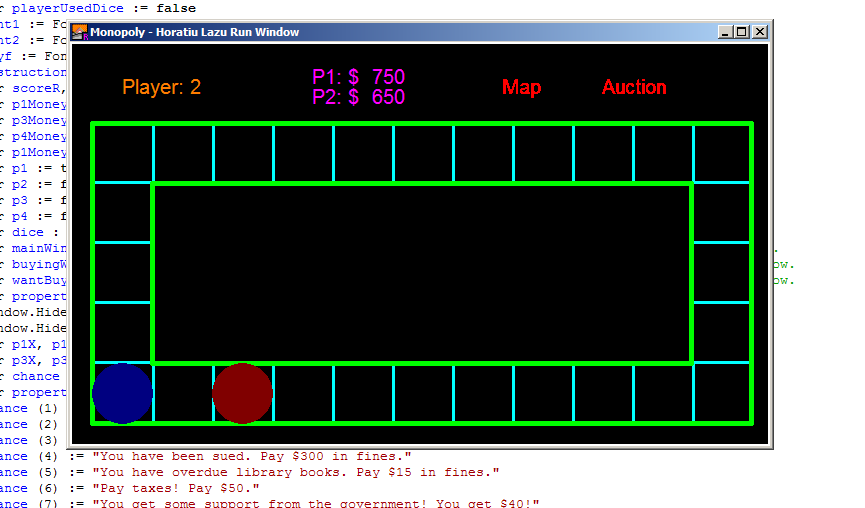 r playerUsedDice := false
nt1 := Fo
Monopoly - Horatiu Lazu Run Window
nt2 := Fo
yf := Fon
struction
Player: 2
P1: $ 750
P2: $ 650
Map
Auction
r scoreR,
r p1Money
r p3Money
r p4Money
r p1Money
r p1 := t
r p2 := f
r p3 := f
r p4 := f
r dice :
r mainWin
r buyingW ow.
r wantBuy ow.
r propert
ndow.Hide
ndow.Hide
r p1X, p1
r p3X, p3
r chance
r propert
ance (1)
ance (2)
ance (3)
ance (4) := "You have been sued. Pay $300 in fines."
ance (5) := "You have overdue library books. Pay $15 in fines."
ance (6) := "Pay taxes! Pay $50."
ance (7) := "You get some support from the government! You get $40!"